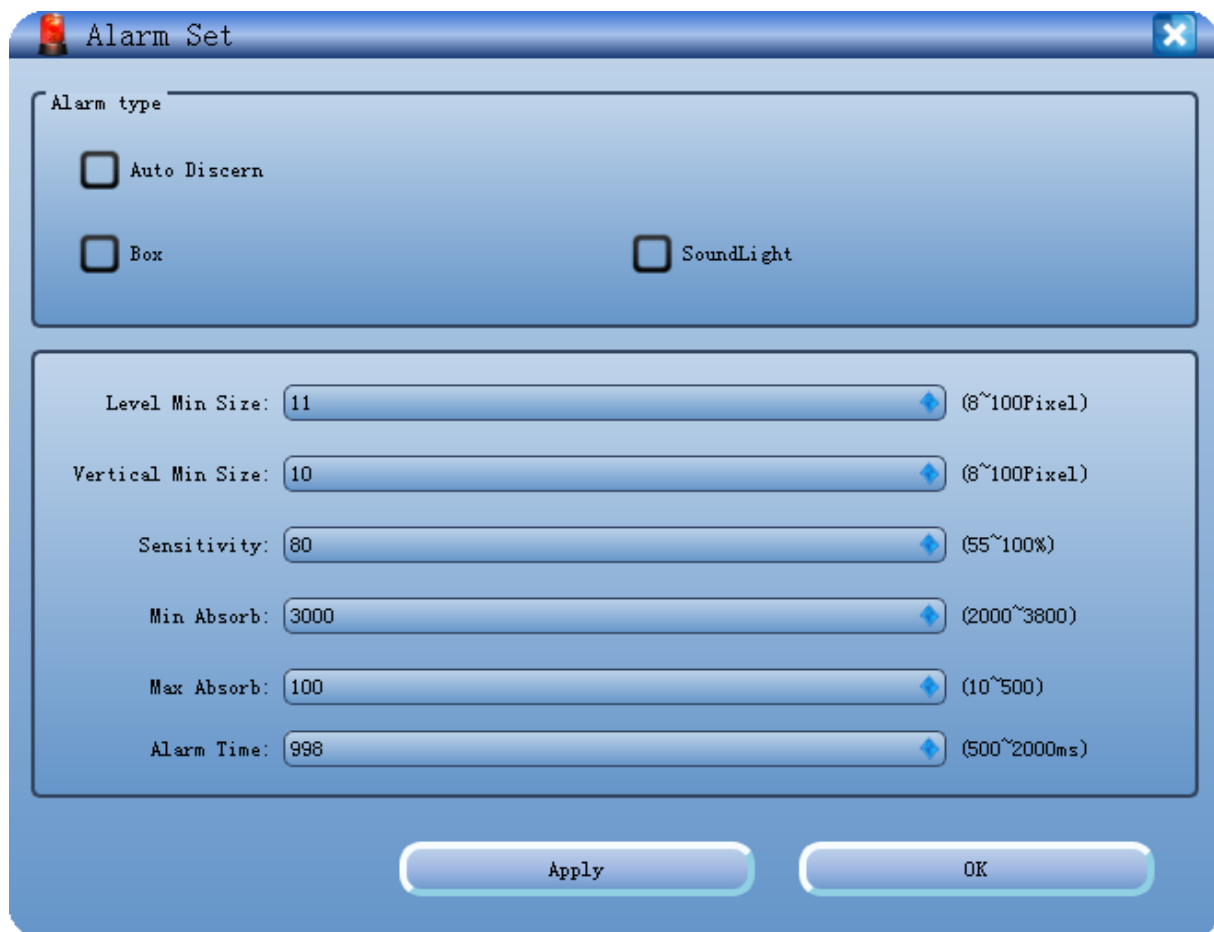 Alarm Set
Alarm type
Auto Discern
Box SoundLight
Level Min Size: 11 (8~100Pixel)
Vertical Min Size: 10 (8~100Pixel)
Sensitivity: 80 (55~100%)
Min Absorb: 3000 (2000~3800)
Max Absorb: 100 (10~500)
Alarm Time: 998 (500~2000ms)
Apply OK